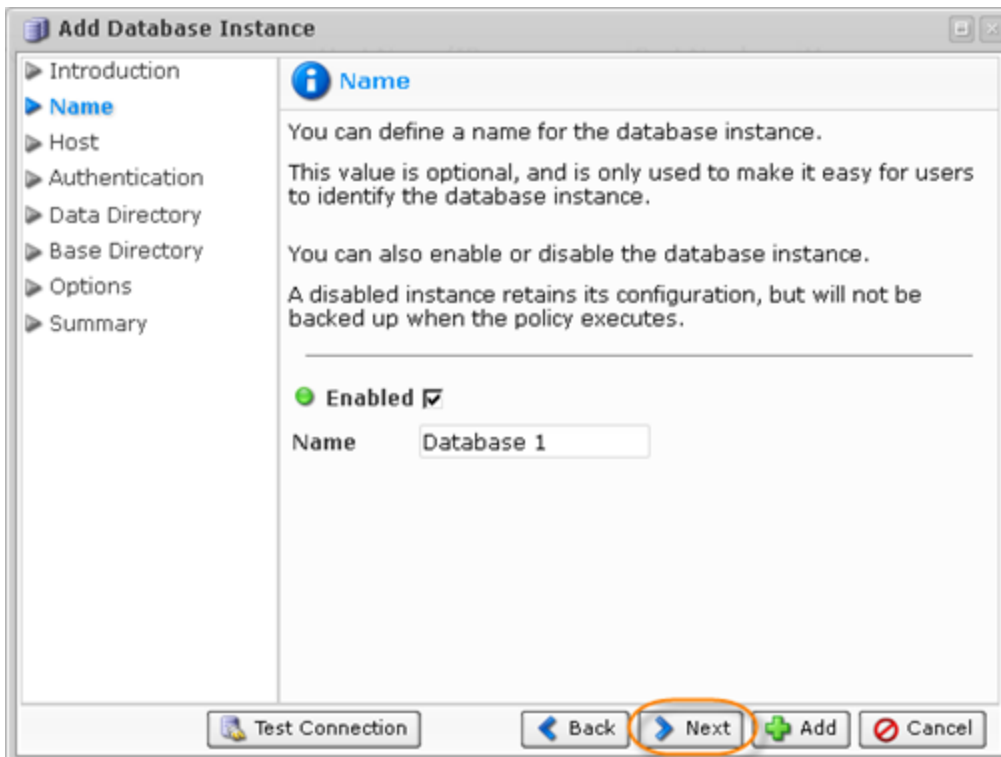 Add Database Instance
Introduction
Name
Host
Authentication
Data Directory
Base Directory
Options
Summary
Name
You can define a name for the database instance.
This value is optional, and is only used to make it easy for users
to identify the database instance.
You can also enable or disable the database instance.
A disabled instance retains its configuration, but will not be
backed up when the policy executes.
Enabled
Name Database 1
Test Connection Back Next Add Cancel